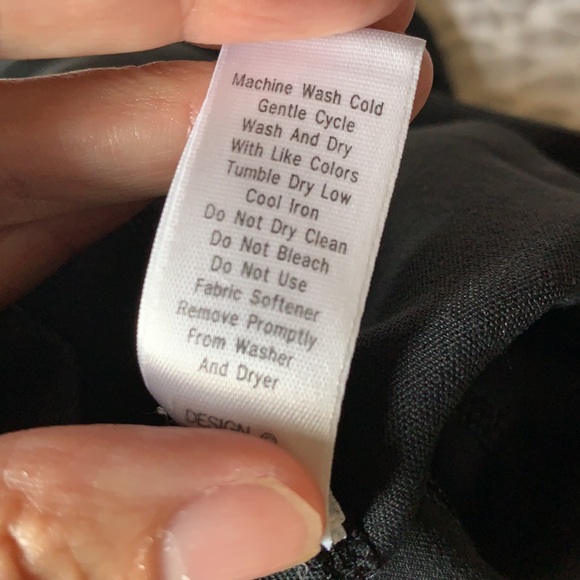 Machine Wash Cold
Gentle Cycle
Wash And Dry
With Like Colors
Tumble Dry Low
Cool Iron
Do Not Dry Clean
Do Not Bleach
Do Not Use
Fabric Softener
Remove Promptly
From Washer
And Dryer
DESIGN ©